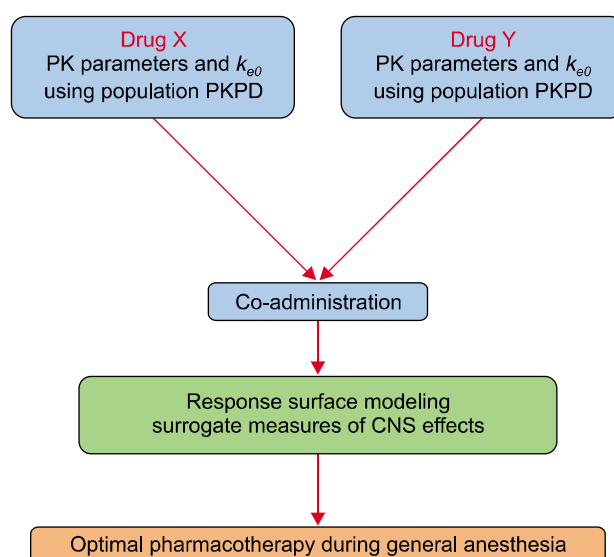 Drug X
PK parameters and ke0
using population PKPD
Drug Y
PK parameters and ke0
using population PKPD
Co-administration
Response surface modeling
surrogate measures of CNS effects
Optimal pharmacotherapy during general anesthesia